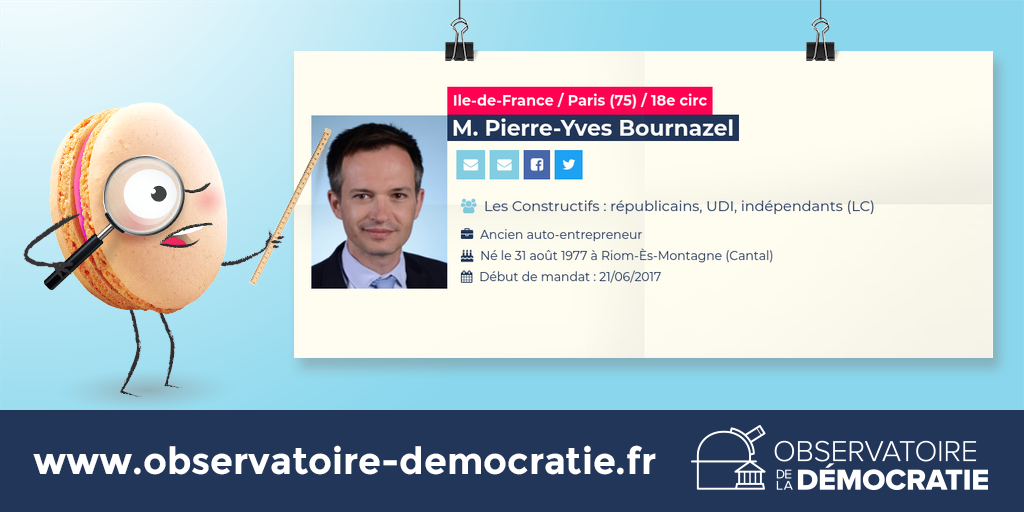 Ile-de-France / Paris (75) / 18e circ
M. Pierre-Yves Bournazel
Les Constructifs : républicains, UDI, indépendants (LC)
Ancien auto-entrepreneur
Né le 31 août 1977 à Riom-Ès-Montagne (Cantal)
Début de mandat : 21/06/2017
www.observatoire-democratie.fr
OBSERVATOIRE
DE LA DÉMOCRATIE